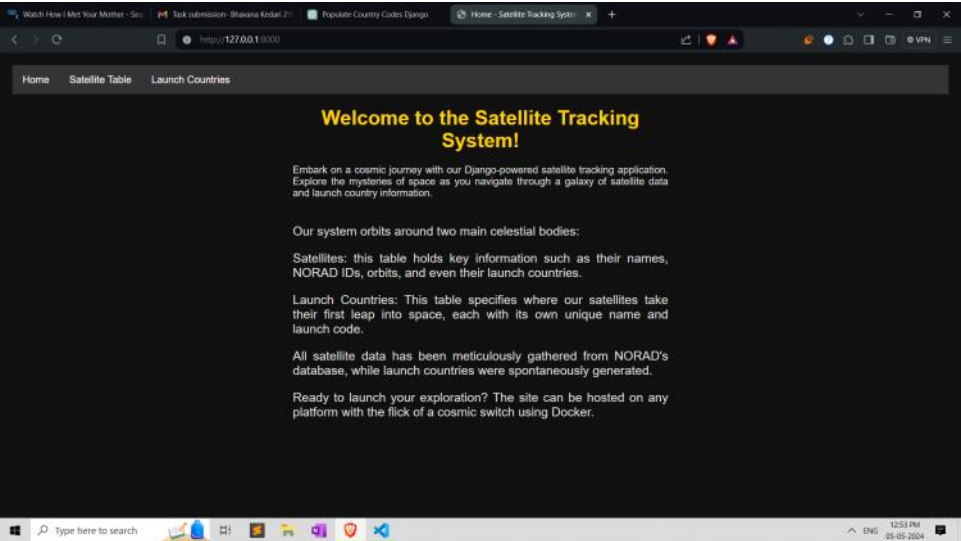 Watch How I Met Your Mother - Se
Task submission- Bhavana Kedari 21
Populate Country Codes Django
Home - Satellite Tracking Syste
http://127.0.0.1:8000
VPN
Home Satellite Table Launch Countries
Welcome to the Satellite Tracking
System!
Embark on a cosmic journey with our Django-powered satellite tracking application.
Explore the mysteries of space as you navigate through a galaxy of satellite data
and launch country information.
Our system orbits around two main celestial bodies:
Satellites: this table holds key information such as their names,
NORAD IDs, orbits, and even their launch countries.
Launch Countries: This table specifies where our satellites take
their first leap into space, each with its own unique name and
launch code.
All satellite data has been meticulously gathered from NORAD's
database, while launch countries were spontaneously generated.
Ready to launch your exploration? The site can be hosted on any
platform with the flick of a cosmic switch using Docker.
Type here to search
ENG
12:53 PM
05-05-2024